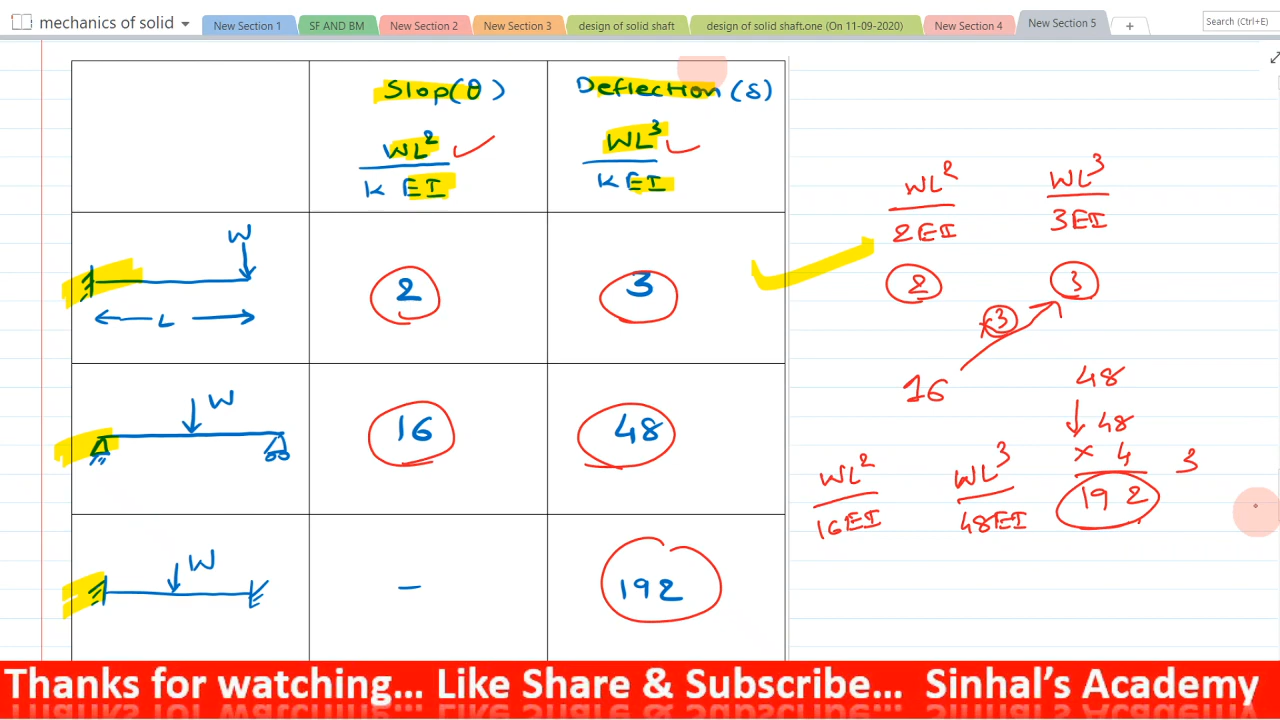 mechanics of solid
New Section 1
SF AND BM
New Section 2
New Section 3
design of solid shaft
design of solid shaft.one (On 11-09-2020)
New Section 4
New Section 5
+
Search (Ctrl+E)
Slop(θ)
WL²
K EI
Deflection (δ)
WL³
K EI
W
L
2
3
W
16
48
W
-
192
WL²
2EI
WL³
3EI
2
3
×3
16
48
48
× 4
3
192
WL²
16EI
WL³
48EI
Thanks for watching... Like Share & Subscribe... Sinhal's Academy